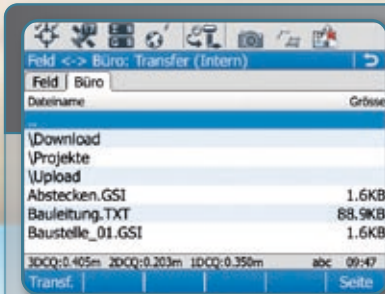 Feld <-> Büro: Transfer (Intern)
Feld Büro
Dateiname Grösse
..
\Download
\Projekte
\Upload
Abstecken.GSI 1.6KB
Bauleitung.TXT 88.9KB
Baustelle_01.GSI 1.6KB
3DCQ:0.405m 2DCQ:0.203m 1DCQ:0.350m abc 09:47
Transf. Seite